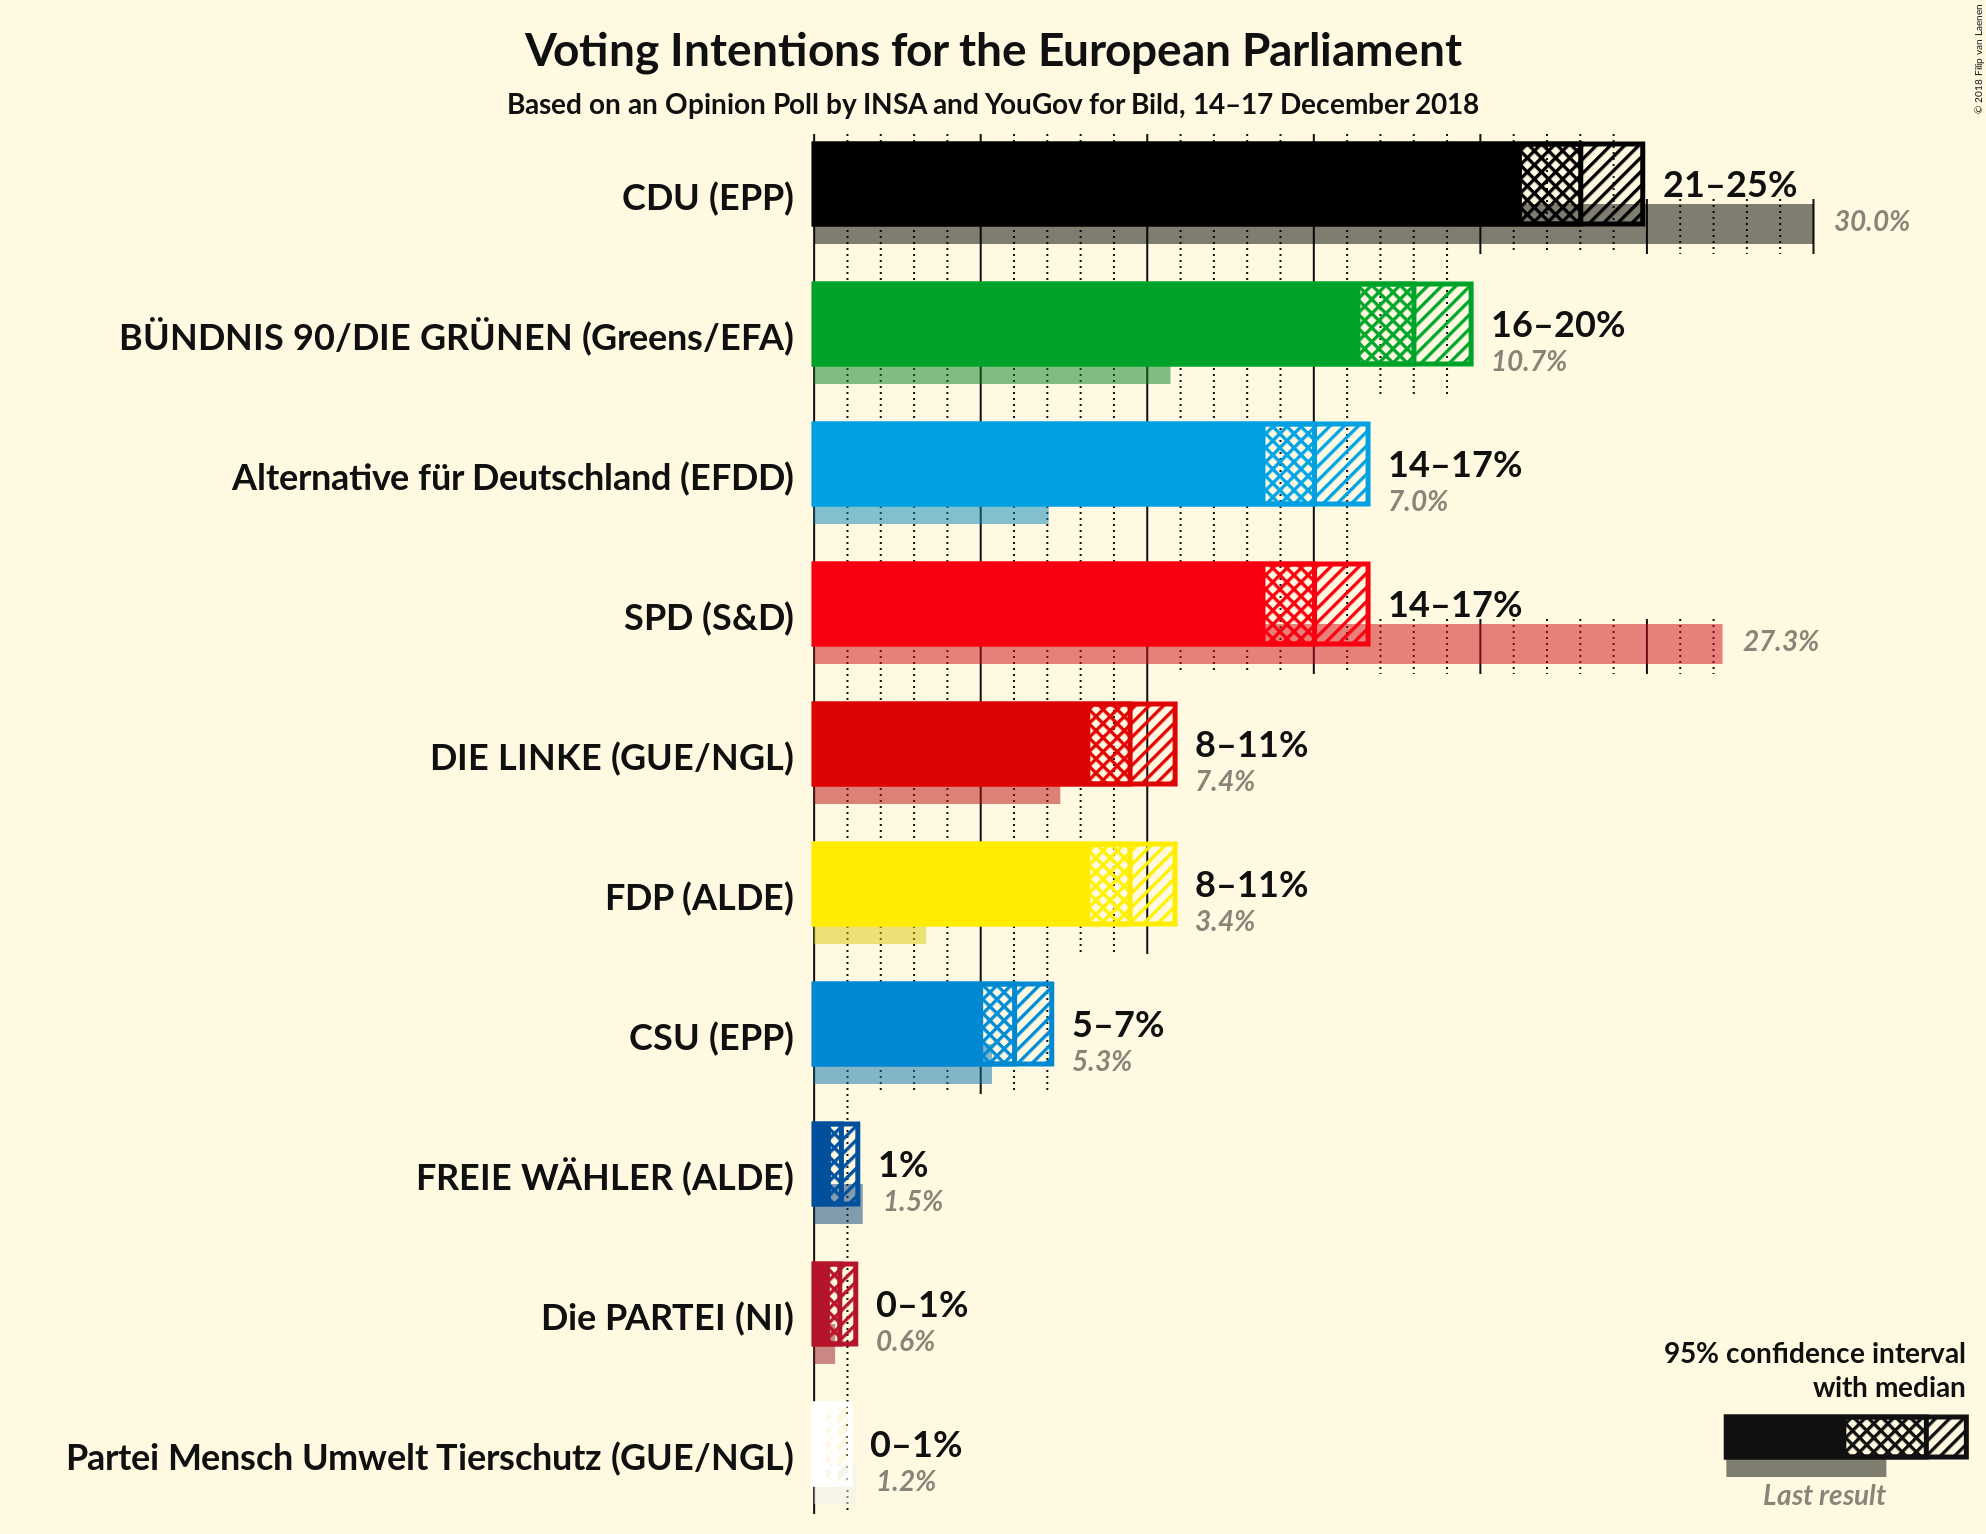 Voting Intentions for the European Parliament
Based on an Opinion Poll by INSA and YouGov for Bild, 14–17 December 2018
© 2018 Filip van Laenen
CDU (EPP)
21–25%
30.0%
BÜNDNIS 90/DIE GRÜNEN (Greens/EFA)
16–20%
10.7%
Alternative für Deutschland (EFDD)
14–17%
7.0%
SPD (S&D)
14–17%
27.3%
DIE LINKE (GUE/NGL)
8–11%
7.4%
FDP (ALDE)
8–11%
3.4%
CSU (EPP)
5–7%
5.3%
FREIE WÄHLER (ALDE)
1%
1.5%
Die PARTEI (NI)
0–1%
0.6%
Partei Mensch Umwelt Tierschutz (GUE/NGL)
0–1%
1.2%
95% confidence interval
with median
Last result